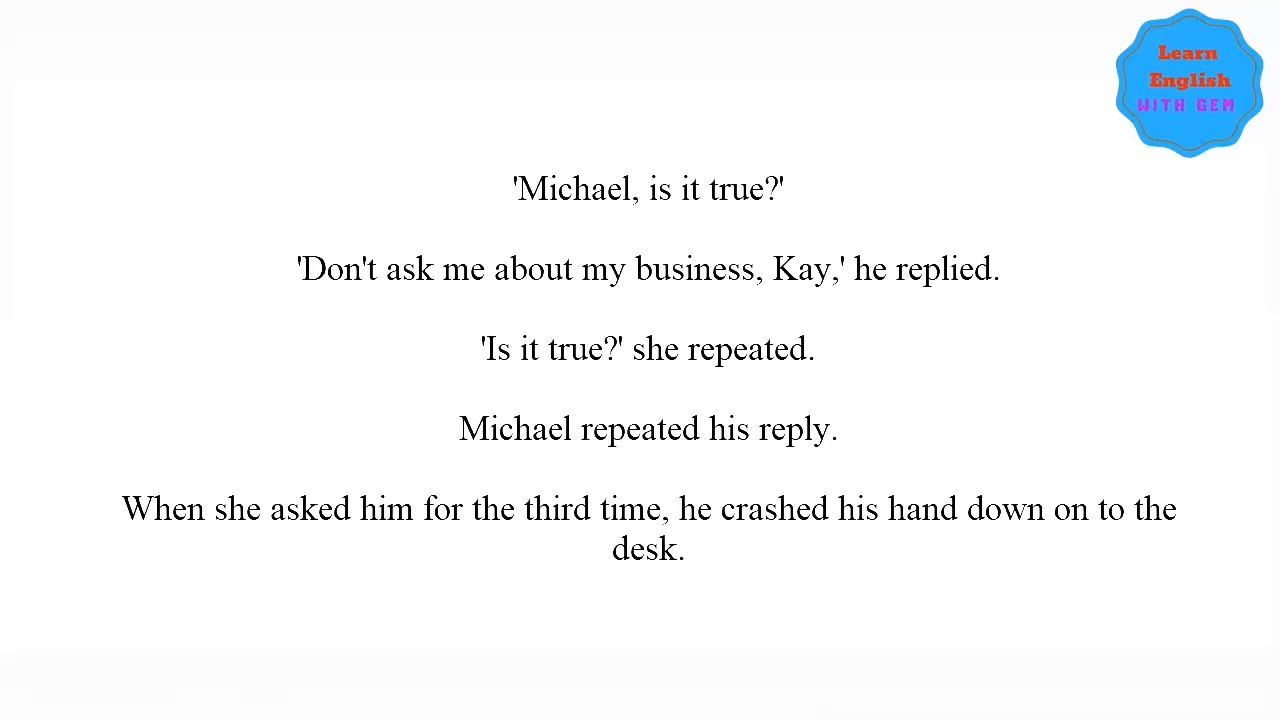 Learn
English
WITH GEM
'Michael, is it true?'
'Don't ask me about my business, Kay,' he replied.
'Is it true?' she repeated.
Michael repeated his reply.
When she asked him for the third time, he crashed his hand down on to the
desk.